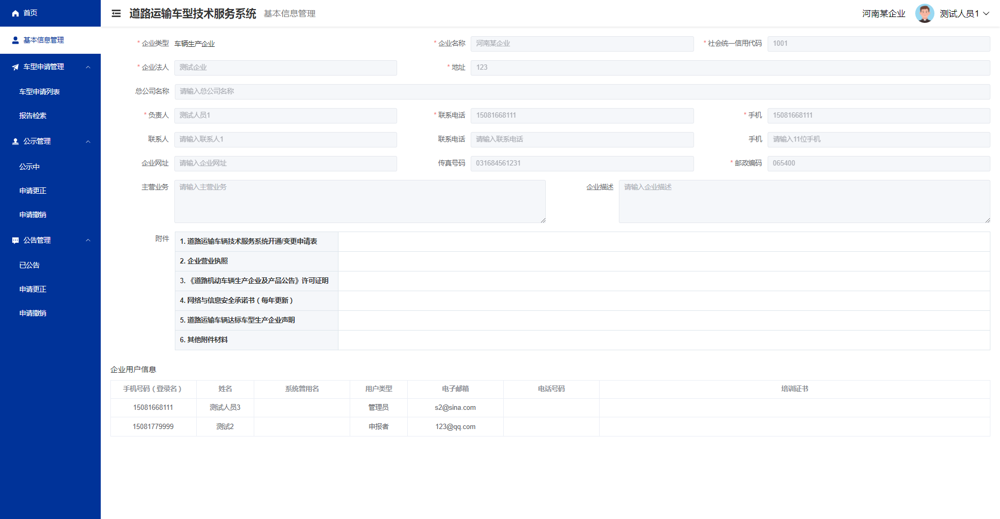 首页
基本信息管理
车型申请管理
车型申请列表
报告检索
公示管理
公示中
申请更正
申请撤销
公告管理
已公告
申请更正
申请撤销
道路运输车型技术服务系统 基本信息管理 河南某企业 测试人员1
* 企业类型 车辆生产企业 * 企业名称 河南某企业 * 社会统一信用代码 1001
* 企业法人 测试企业 * 地址 123
总公司名称 请输入总公司名称
* 负责人 测试人员1 * 联系电话 15081668111 * 手机 15081668111
联系人 请输入联系人1 联系电话 请输入联系电话 手机 请输入11位手机
企业网址 请输入企业网址 传真号码 031684561231 * 邮政编码 065400
主营业务 请输入主营业务 企业描述 请输入企业描述
附件
1. 道路运输车辆技术服务系统开通/变更申请表
2. 企业营业执照
3. 《道路机动车辆生产企业及产品公告》许可证明
4. 网络与信息安全承诺书（每年更新）
5. 道路运输车辆达标车型生产企业声明
6. 其他附件材料
企业用户信息
手机号码（登录名） 姓名 系统曾用名 用户类型 电子邮箱 电话号码 培训证书
15081668111 测试人员3 管理员 s2@sina.com
15081779999 测试2 申报者 123@qq.com